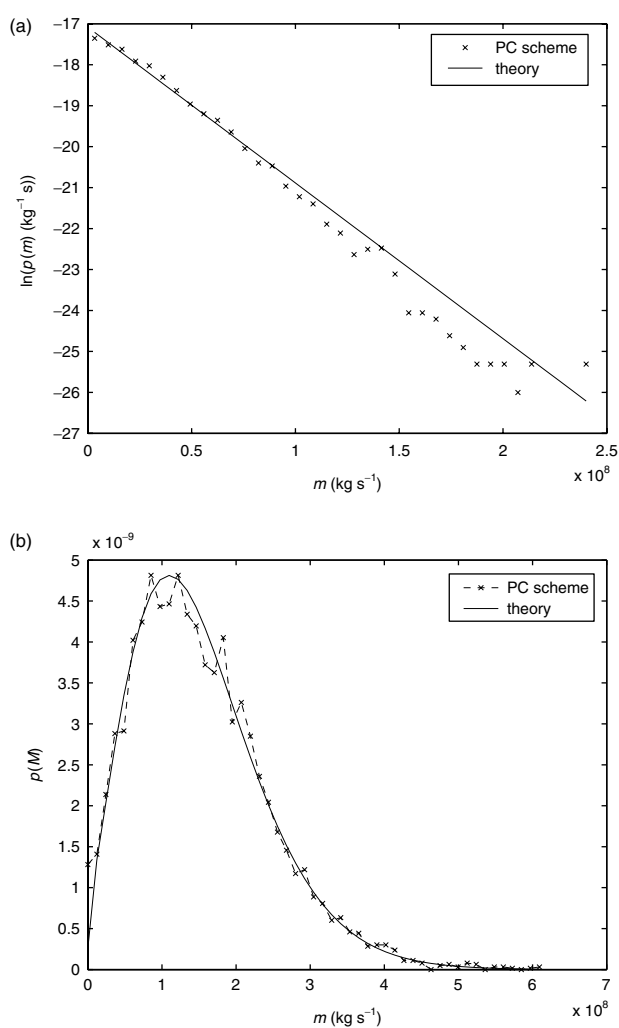 (a)
−17
−18
−19
−20
−21
−22
−23
−24
−25
−26
−27
ln(p(m) (kg⁻¹ s))
× PC scheme
theory
0 0.5 1 1.5 2 2.5
x 10⁸
m (kg s⁻¹)
(b)
x 10⁻⁹
5
4.5
4
3.5
3
2.5
2
1.5
1
0.5
0
p(M)
PC scheme
theory
0 1 2 3 4 5 6 7
x 10⁸
m (kg s⁻¹)